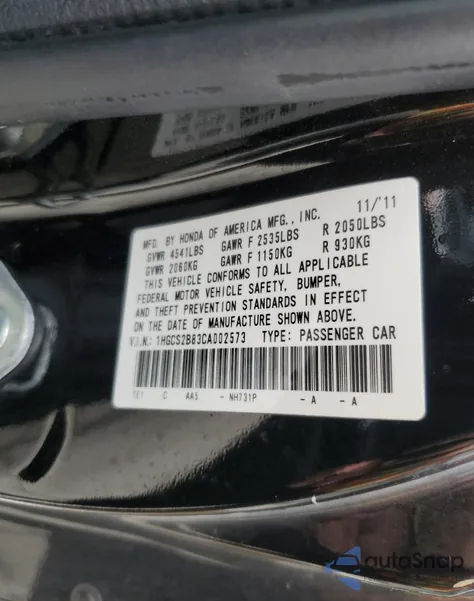 MFD. BY HONDA OF AMERICA MFG., INC. 11/'11
GVWR 4541LBS GAWR F 2535LBS R 2050LBS
GVWR 2060KG GAWR F 1150KG R 930KG
THIS VEHICLE CONFORMS TO ALL APPLICABLE
FEDERAL MOTOR VEHICLE SAFETY, BUMPER,
AND THEFT PREVENTION STANDARDS IN EFFECT
ON THE DATE OF MANUFACTURE SHOWN ABOVE.
V.I.N.: 1HGCS2B83CA002573 TYPE: PASSENGER CAR
TE1 C AA5 - NH731P - A - A
autoSnap